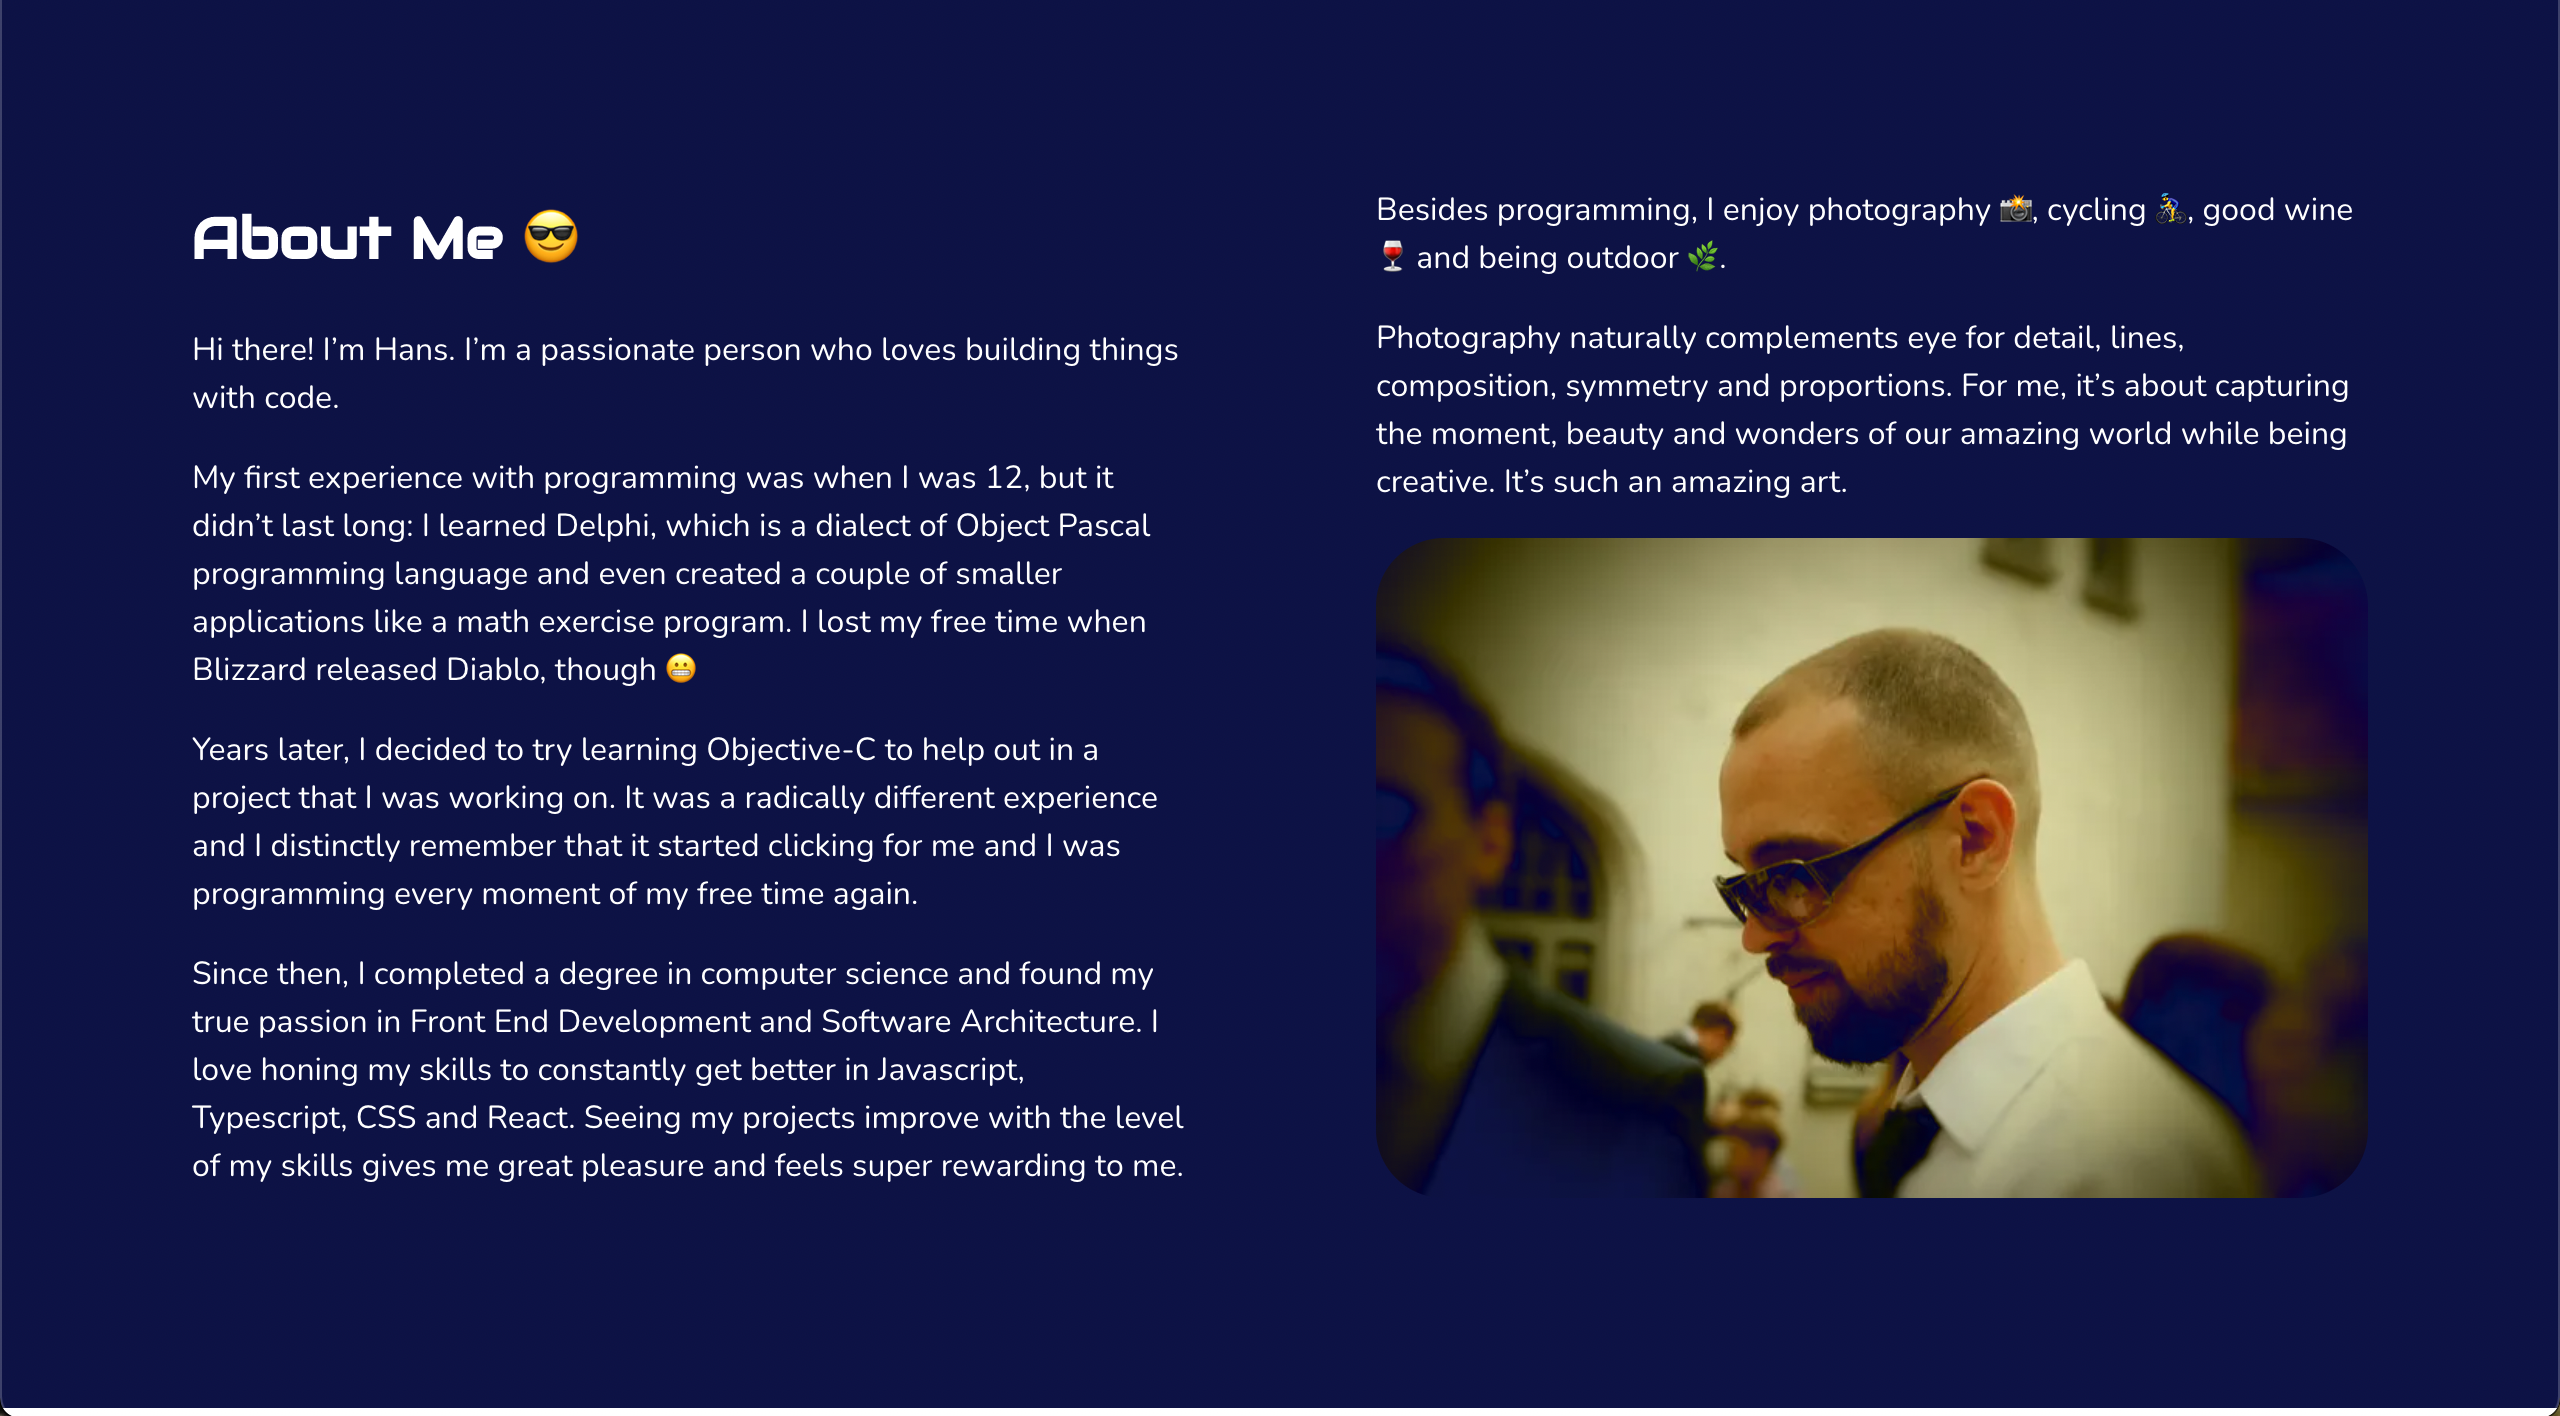 About Me 😎
Hi there! I’m Hans. I’m a passionate person who loves building things
with code.
My first experience with programming was when I was 12, but it
didn’t last long: I learned Delphi, which is a dialect of Object Pascal
programming language and even created a couple of smaller
applications like a math exercise program. I lost my free time when
Blizzard released Diablo, though 😬
Years later, I decided to try learning Objective-C to help out in a
project that I was working on. It was a radically different experience
and I distinctly remember that it started clicking for me and I was
programming every moment of my free time again.
Since then, I completed a degree in computer science and found my
true passion in Front End Development and Software Architecture. I
love honing my skills to constantly get better in Javascript,
Typescript, CSS and React. Seeing my projects improve with the level
of my skills gives me great pleasure and feels super rewarding to me.
Besides programming, I enjoy photography 📸, cycling 🚴, good wine
🍷 and being outdoor 🌿.
Photography naturally complements eye for detail, lines,
composition, symmetry and proportions. For me, it’s about capturing
the moment, beauty and wonders of our amazing world while being
creative. It’s such an amazing art.